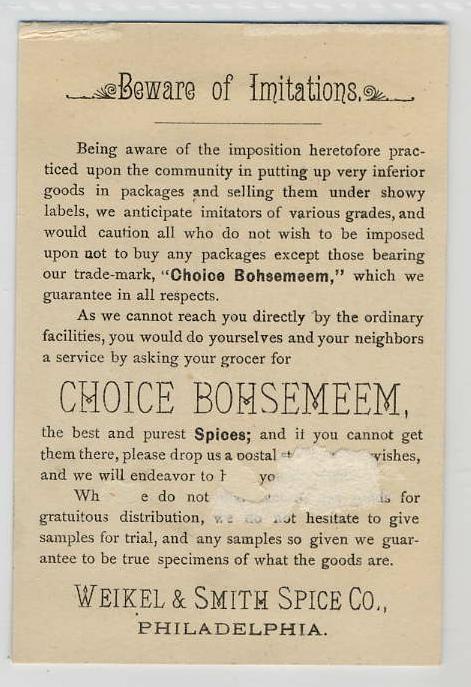 Beware of Imitations.
Being aware of the imposition heretofore prac-
ticed upon the community in putting up very inferior
goods in packages and selling them under showy
labels, we anticipate imitators of various grades, and
would caution all who do not wish to be imposed
upon not to buy any packages except those bearing
our trade-mark, "Choice Bohsemeem," which we
guarantee in all respects.
As we cannot reach you directly by the ordinary
facilities, you would do yourselves and your neighbors
a service by asking your grocer for
CHOICE BOHSEMEEM,
the best and purest Spices; and if you cannot get
them there, please drop us a postal wishes,
and we will endeavor to
do not for
gratuitous distribution, we do not hesitate to give
samples for trial, and any samples so given we guar-
antee to be true specimens of what the goods are.
WEIKEL & SMITH SPICE CO.,
PHILADELPHIA.